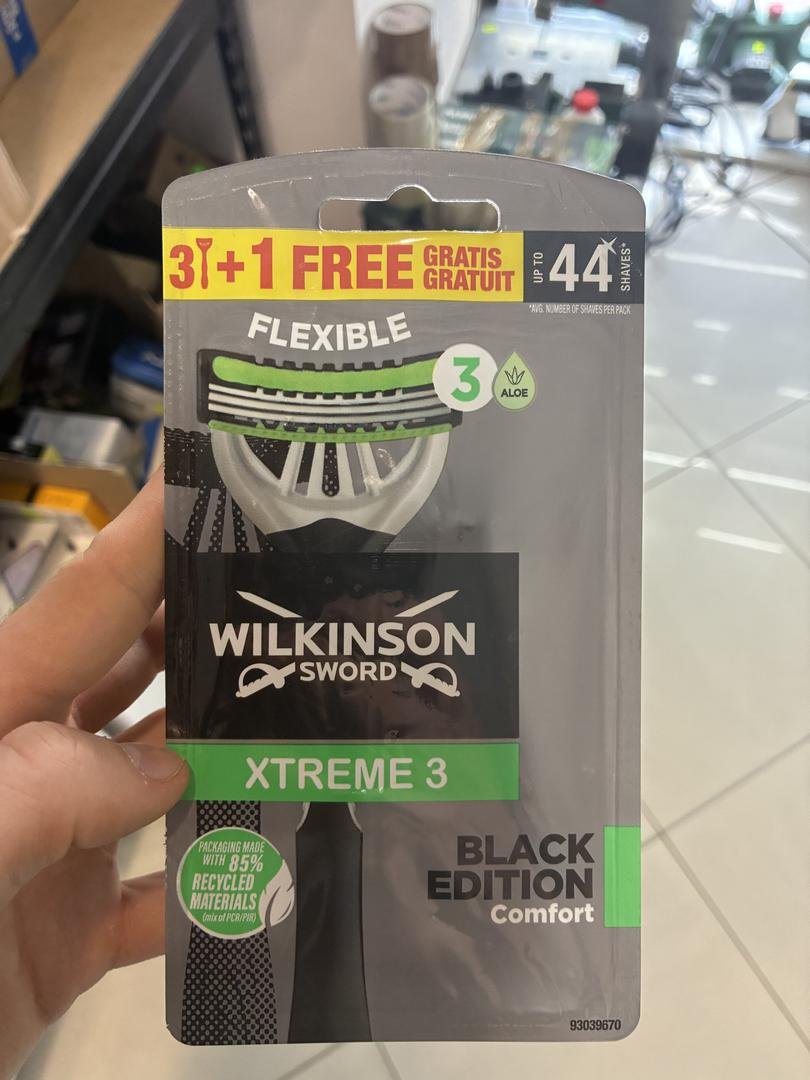 3+1 FREE GRATIS GRATUIT
UP TO 44 SHAVES*
*AVG. NUMBER OF SHAVES PER PACK
FLEXIBLE
3
ALOE
WILKINSON
SWORD
XTREME 3
PACKAGING MADE
WITH 85%
RECYCLED
MATERIALS
(mix of PCR/PIR)
BLACK
EDITION
Comfort
93039670